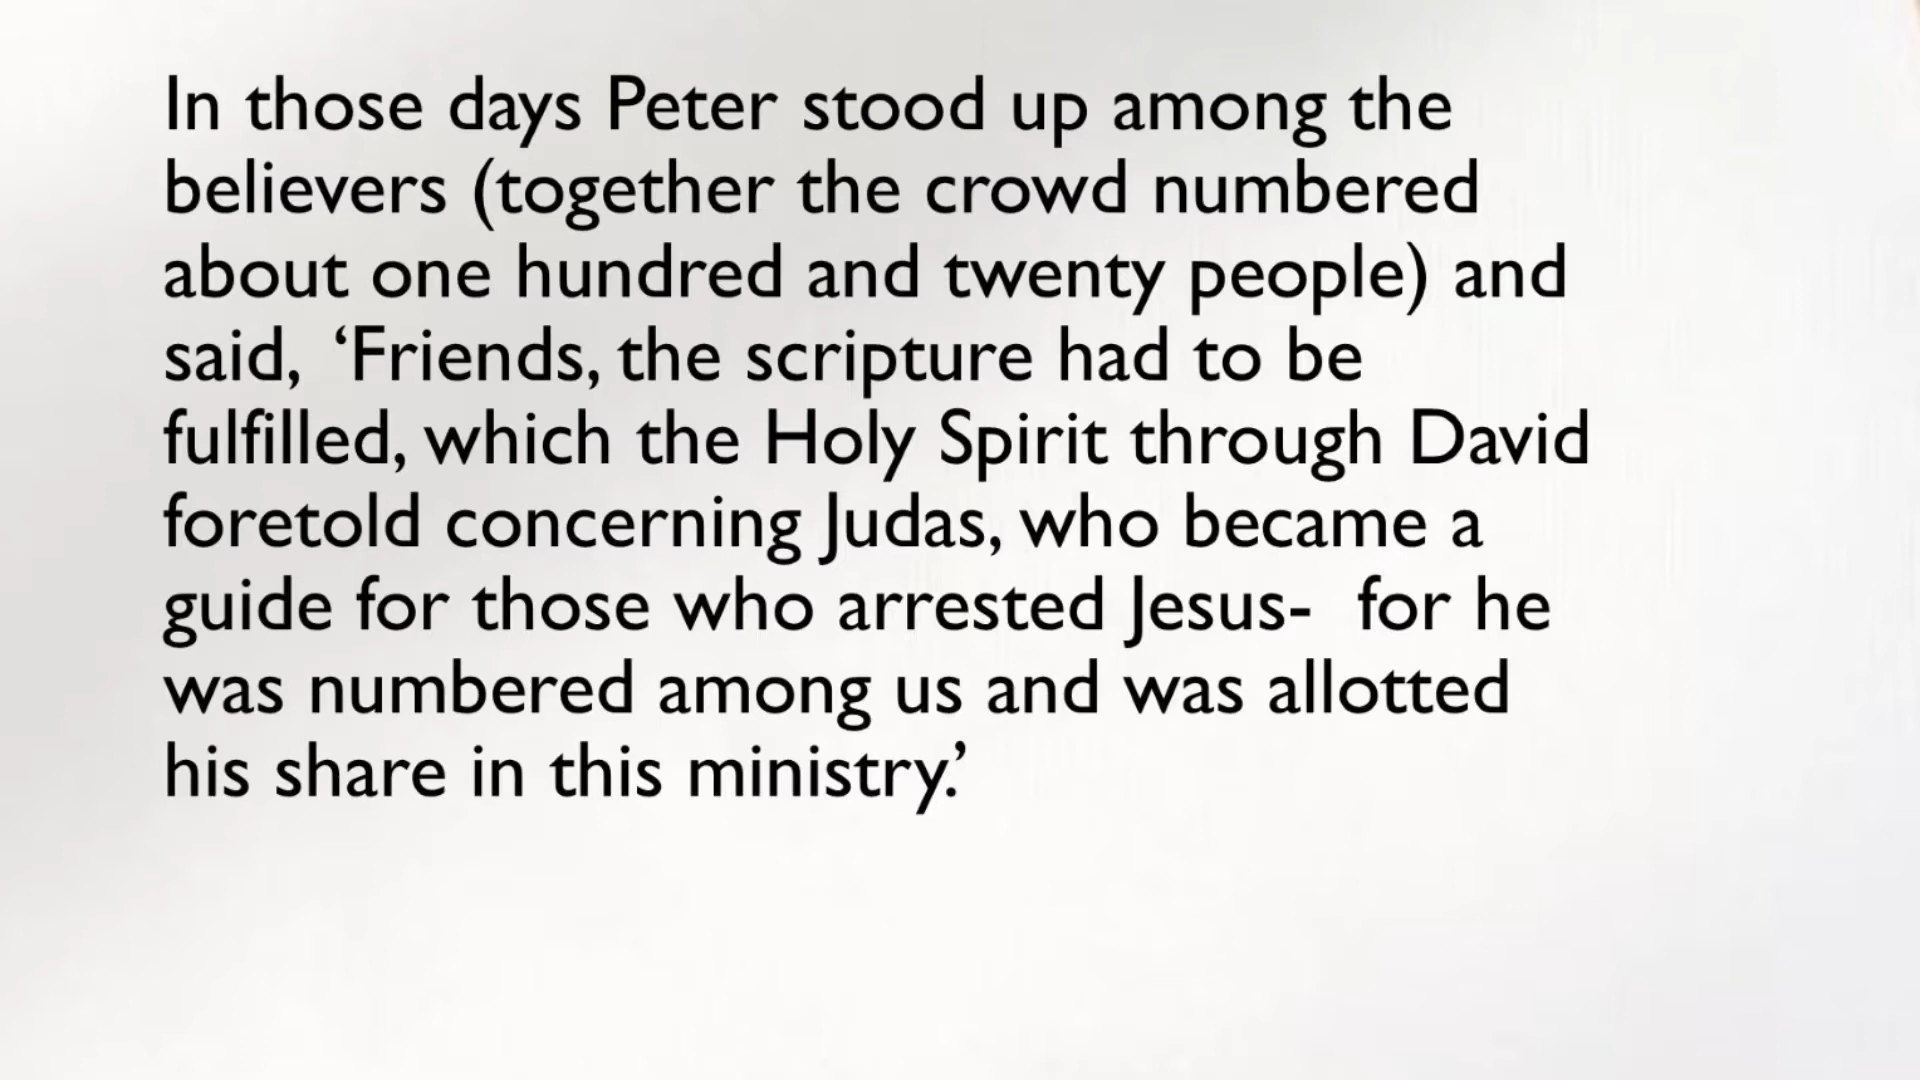 In those days Peter stood up among the
believers (together the crowd numbered
about one hundred and twenty people) and
said, ‘Friends, the scripture had to be
fulfilled, which the Holy Spirit through David
foretold concerning Judas, who became a
guide for those who arrested Jesus- for he
was numbered among us and was allotted
his share in this ministry.’